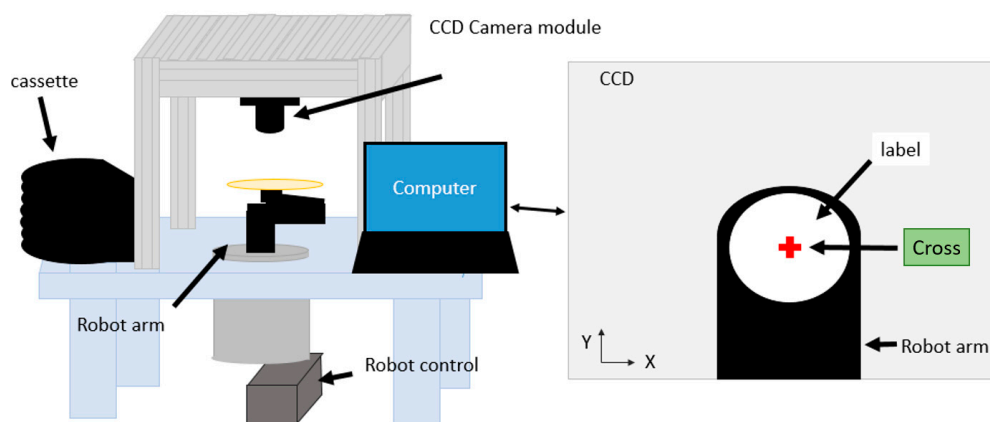 CCD Camera module
cassette
Computer
Robot arm
Robot control
CCD
label
Cross
Robot arm
Y
X